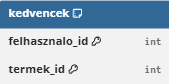 kedvencek
felhasznalo_id int
termek_id int